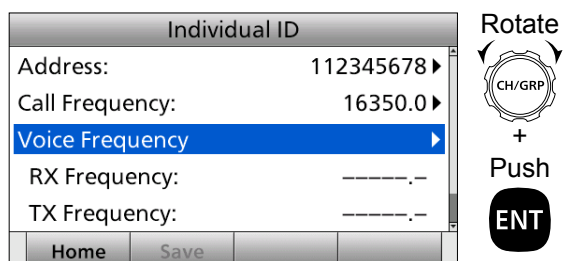 Individual ID
Address: 112345678
Call Frequency: 16350.0
Voice Frequency
RX Frequency: –––––.–
TX Frequency: –––––.–
Home Save
Rotate
CH/GRP
+
Push
ENT